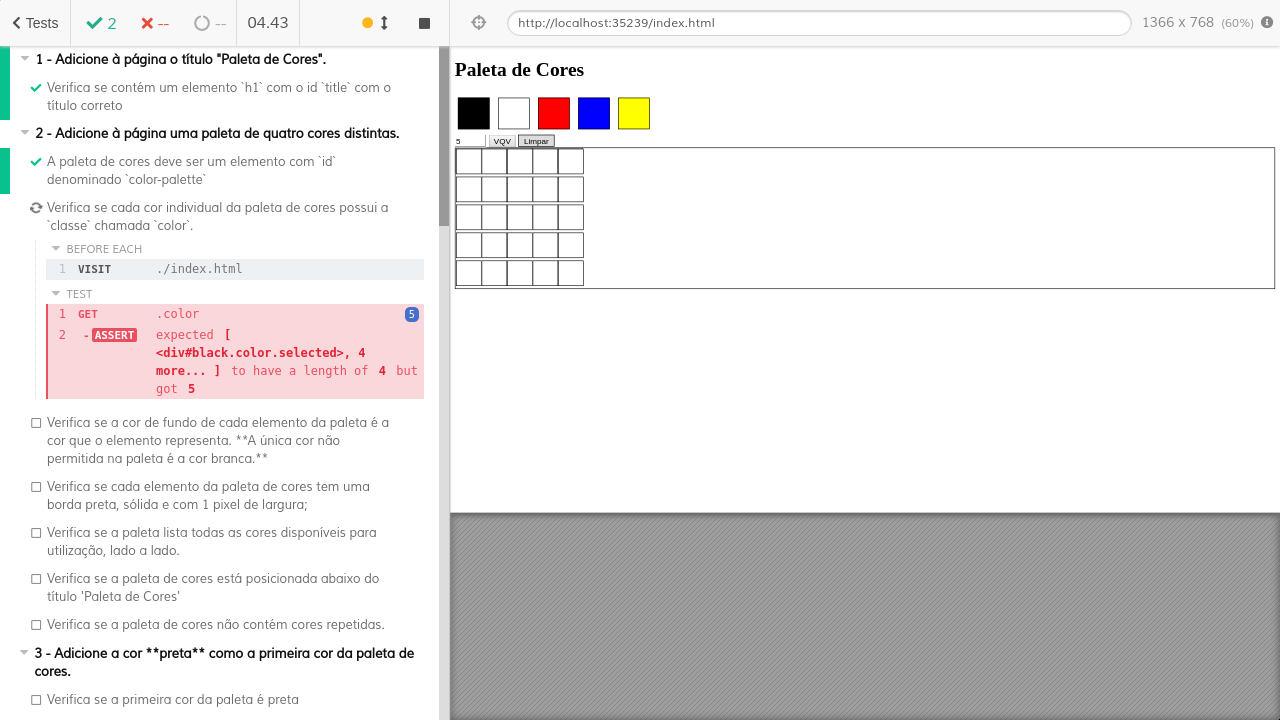 Tests
2
--
--
04.43
http://localhost:35239/index.html
1366 x 768 (60%)
1 - Adicione à página o título "Paleta de Cores".
Verifica se contém um elemento `h1` com o id `title` com o
título correto
2 - Adicione à página uma paleta de quatro cores distintas.
A paleta de cores deve ser um elemento com `id`
denominado `color-palette`
Verifica se cada cor individual da paleta de cores possui a
`classe` chamada `color`.
BEFORE EACH
1 VISIT ./index.html
TEST
1 GET .color 5
2 -ASSERT expected [
<div#black.color.selected>, 4
more... ] to have a length of 4 but
got 5
Verifica se a cor de fundo de cada elemento da paleta é a
cor que o elemento representa. **A única cor não
permitida na paleta é a cor branca.**
Verifica se cada elemento da paleta de cores tem uma
borda preta, sólida e com 1 pixel de largura;
Verifica se a paleta lista todas as cores disponíveis para
utilização, lado a lado.
Verifica se a paleta de cores está posicionada abaixo do
título 'Paleta de Cores'
Verifica se a paleta de cores não contém cores repetidas.
3 - Adicione a cor **preta** como a primeira cor da paleta de
cores.
Verifica se a primeira cor da paleta é preta
Paleta de Cores
5 VQV Limpar